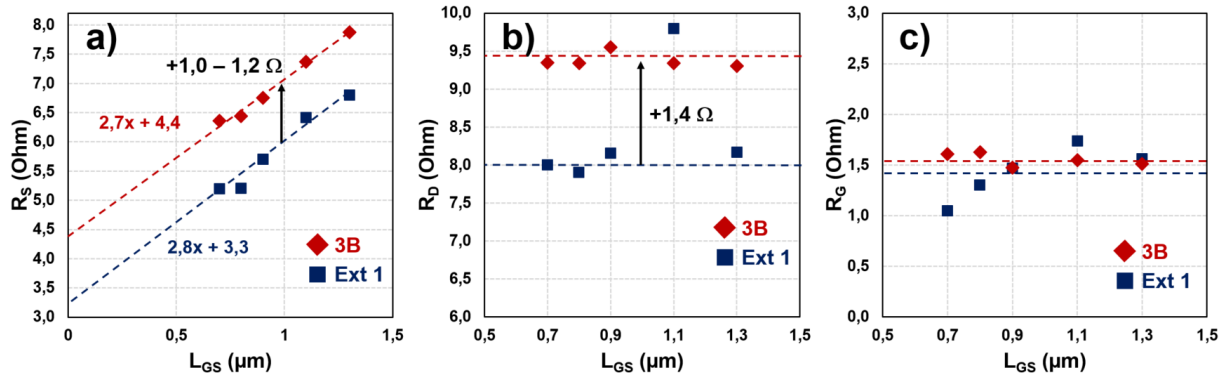 a)
8,0
7,5
7,0
6,5
6,0
5,5
5,0
4,5
4,0
3,5
3,0
R_S (Ohm)
+1,0 – 1,2 Ω
2,7x + 4,4
2,8x + 3,3
3B
Ext 1
0
0,5
1
1,5
L_GS (µm)
b)
10,0
9,5
9,0
8,5
8,0
7,5
7,0
6,5
6,0
R_D (Ohm)
+1,4 Ω
3B
Ext 1
0,5
0,7
0,9
1,1
1,3
1,5
L_GS (µm)
c)
3,0
2,5
2,0
1,5
1,0
0,5
0,0
R_G (Ohm)
3B
Ext 1
0,5
0,7
0,9
1,1
1,3
1,5
L_GS (µm)